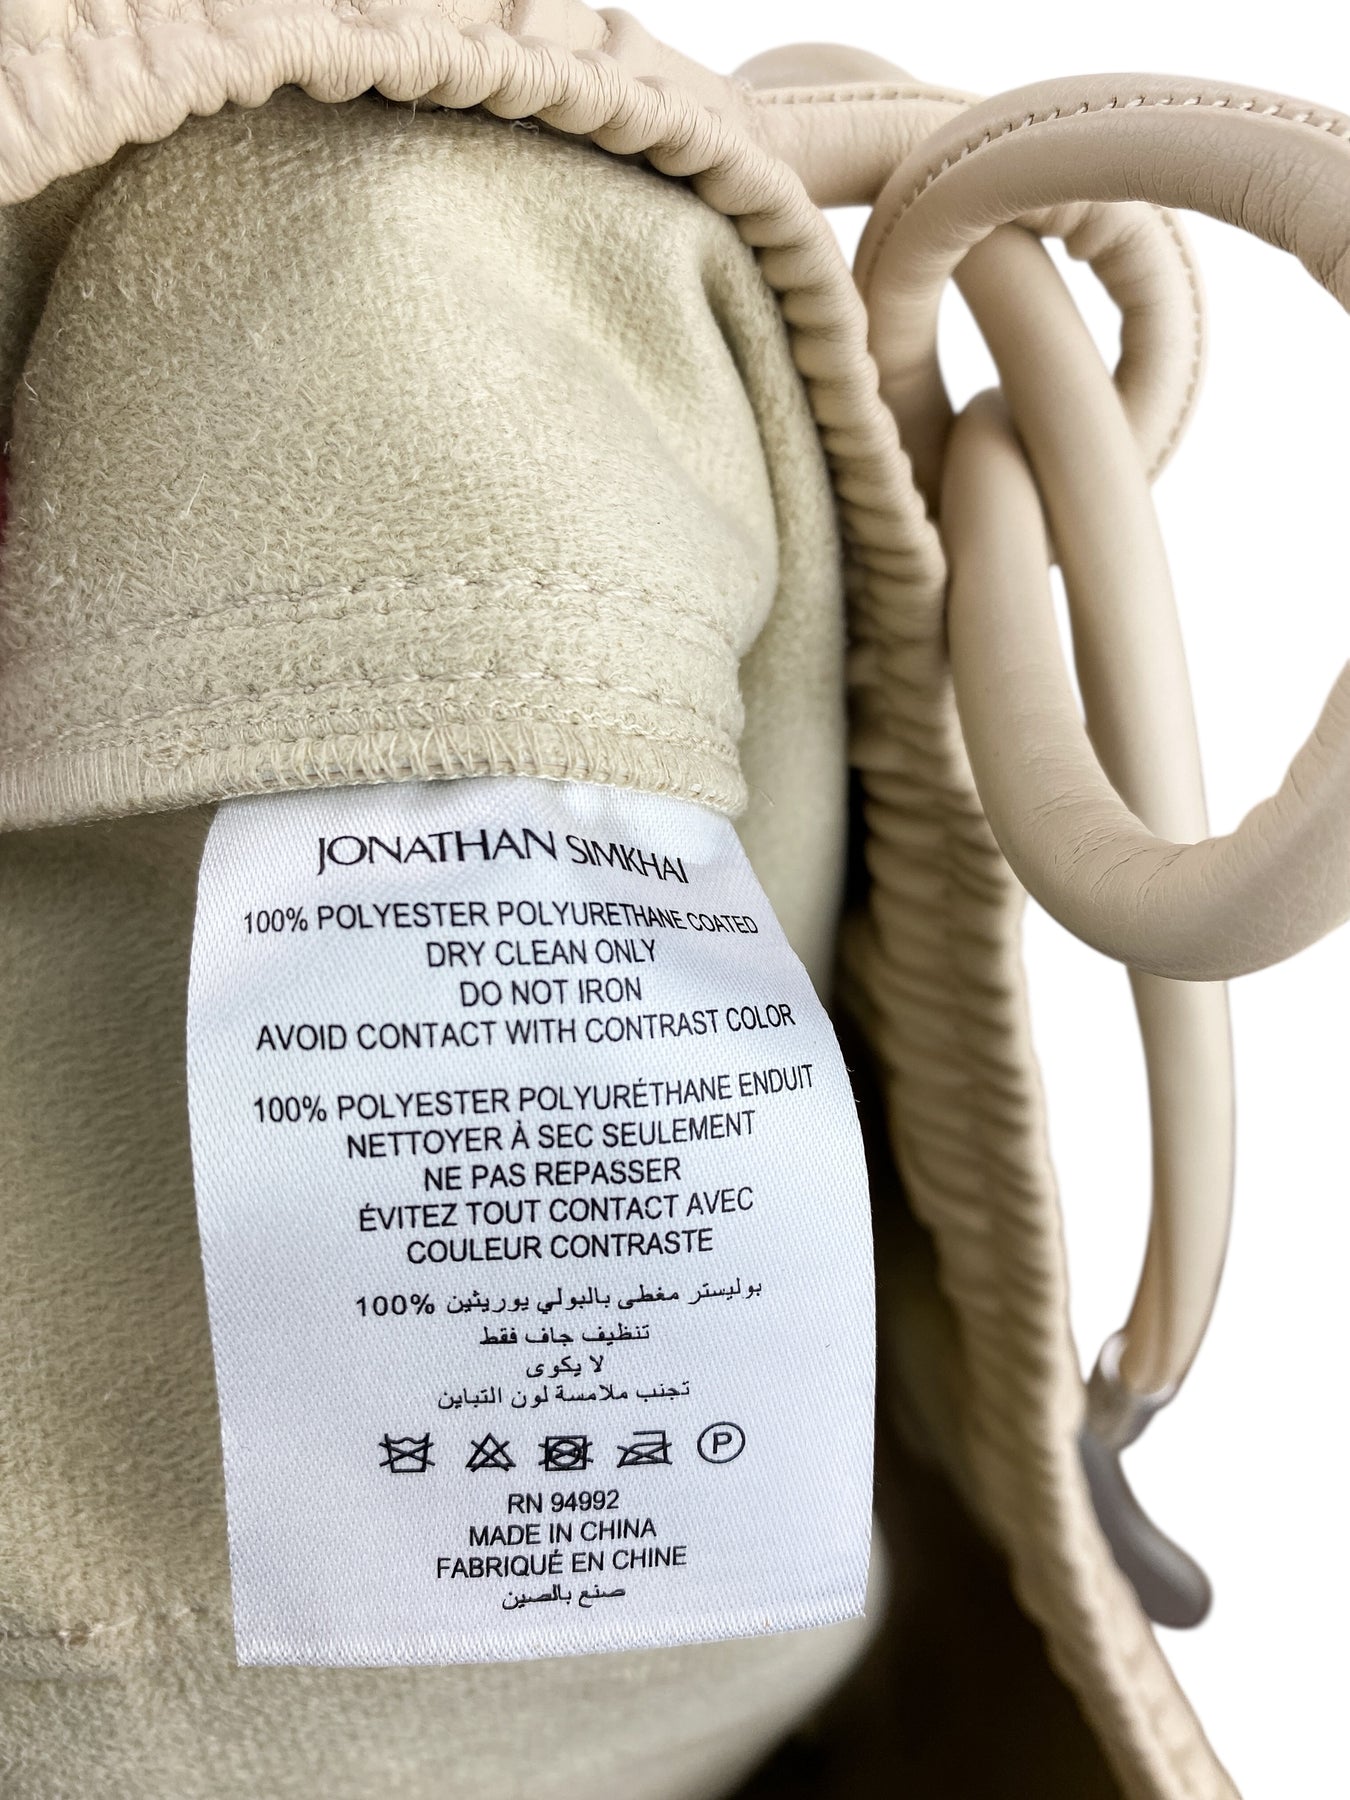 JONATHAN SIMKHAI
100% POLYESTER POLYURETHANE COATED
DRY CLEAN ONLY
DO NOT IRON
AVOID CONTACT WITH CONTRAST COLOR
100% POLYESTER POLYURÉTHANE ENDUIT
NETTOYER À SEC SEULEMENT
NE PAS REPASSER
ÉVITEZ TOUT CONTACT AVEC
COULEUR CONTRASTE
بوليستر مغطى بالبولي يوريثين %100
تنظيف جاف فقط
لا يكوى
تجنب ملامسة لون التباين
P
RN 94992
MADE IN CHINA
FABRIQUÉ EN CHINE
صنع بالصين